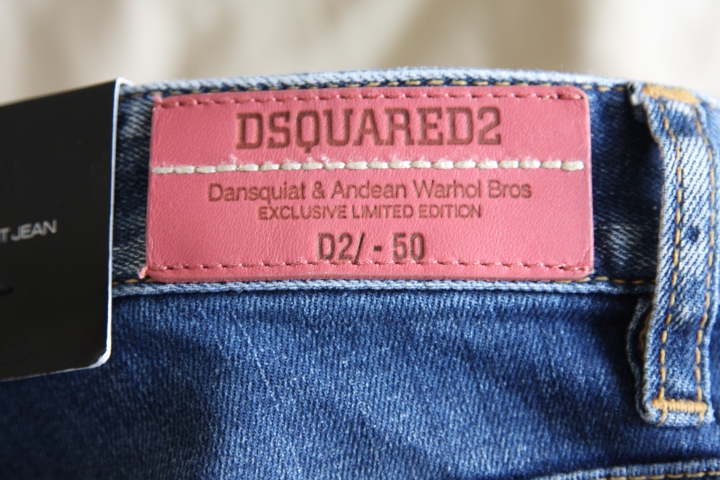 DSQUARED2
Dansquiat & Andean Warhol Bros
EXCLUSIVE LIMITED EDITION
D2/ - 50
JEAN